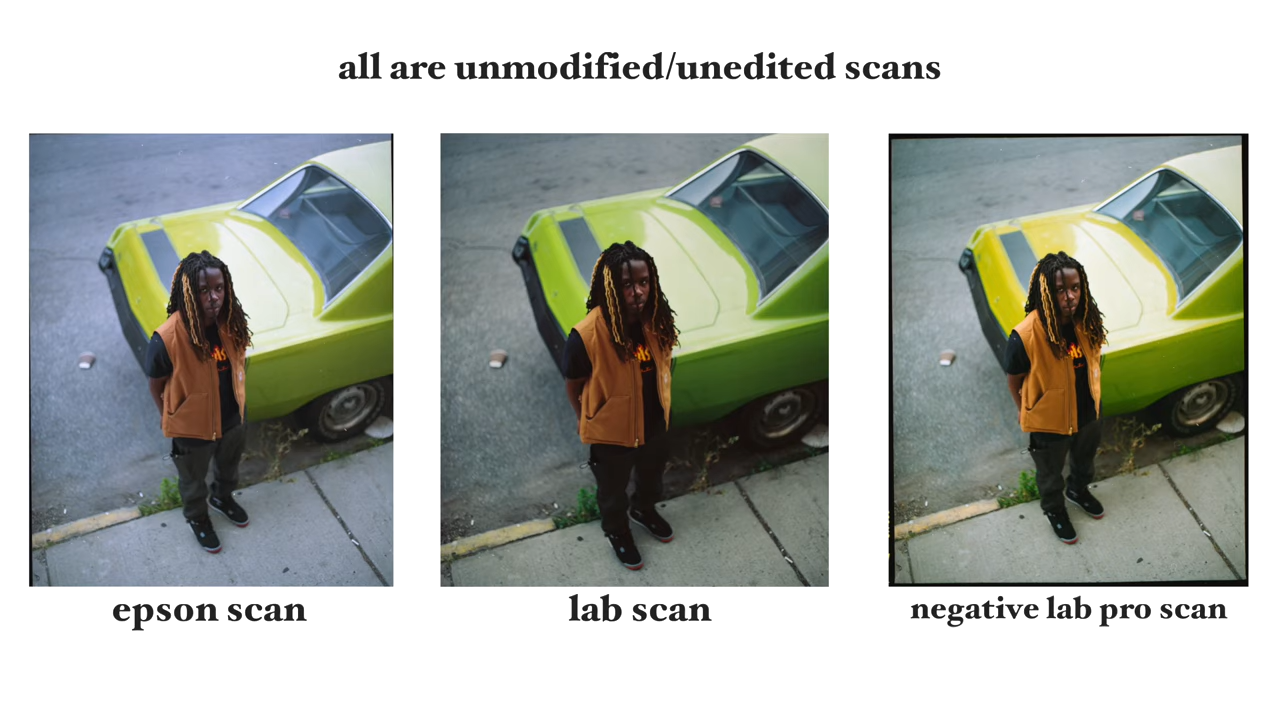 all are unmodified/unedited scans
epson scan
lab scan
negative lab pro scan